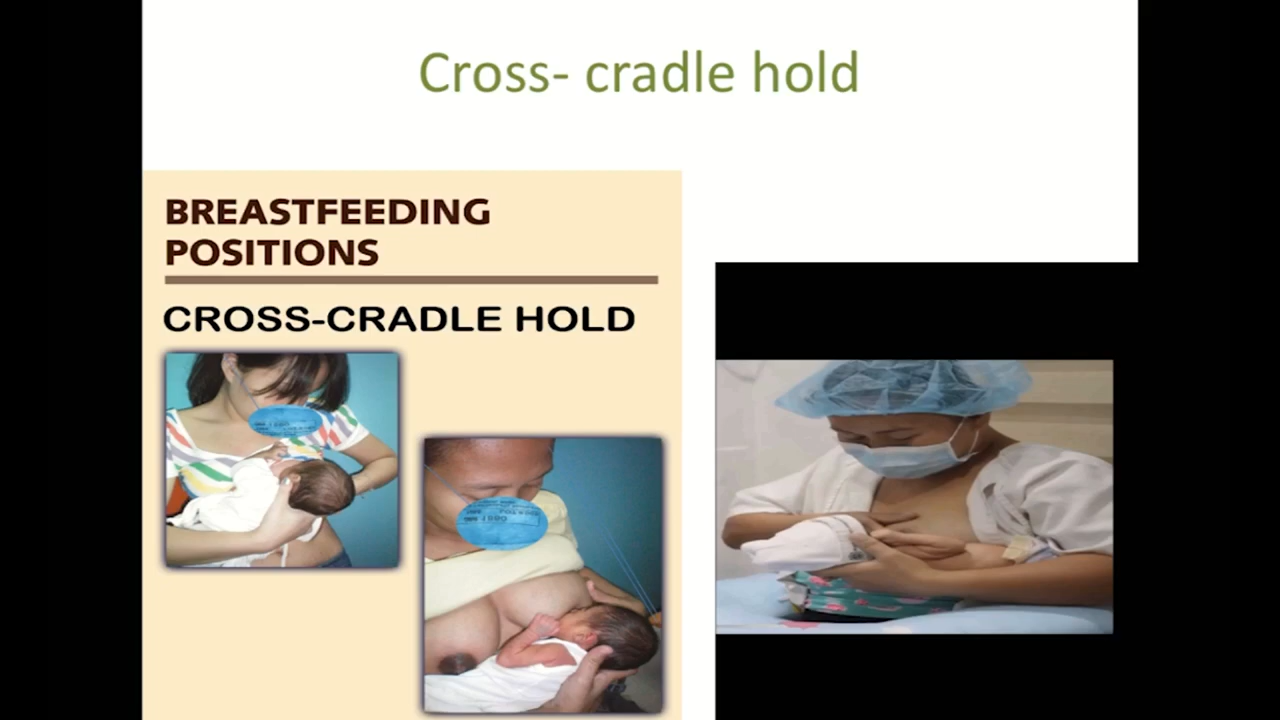 Cross- cradle hold
BREASTFEEDING
POSITIONS
CROSS-CRADLE HOLD